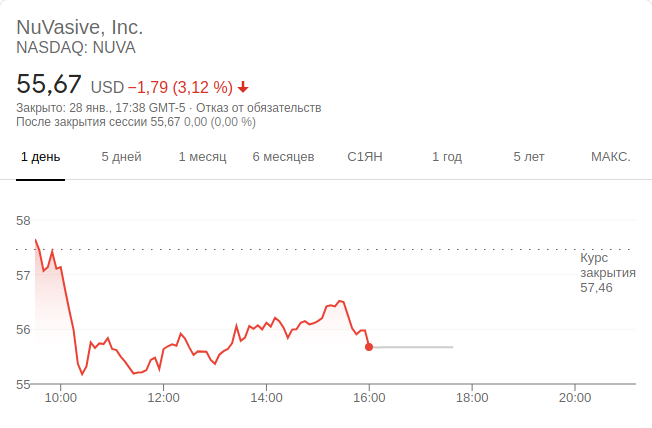 NuVasive, Inc.
NASDAQ: NUVA
55,67 USD −1,79 (3,12 %)
Закрыто: 28 янв., 17:38 GMT-5 · Отказ от обязательств
После закрытия сессии 55,67 0,00 (0,00 %)
1 день 5 дней 1 месяц 6 месяцев С1ЯН 1 год 5 лет МАКС.
58
Курс
закрытия
57,46
57
56
55
10:00 12:00 14:00 16:00 18:00 20:00